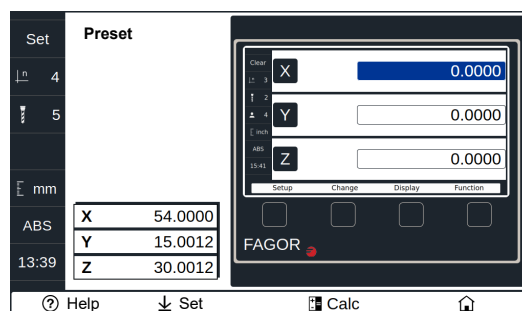 Set
4
5
mm
ABS
13:39
Preset
X 54.0000
Y 15.0012
Z 30.0012
Clear
3
2
4
inch
ABS
15:41
X 0.0000
Y 0.0000
Z 0.0000
Setup Change Display Function
FAGOR
? Help Set Calc